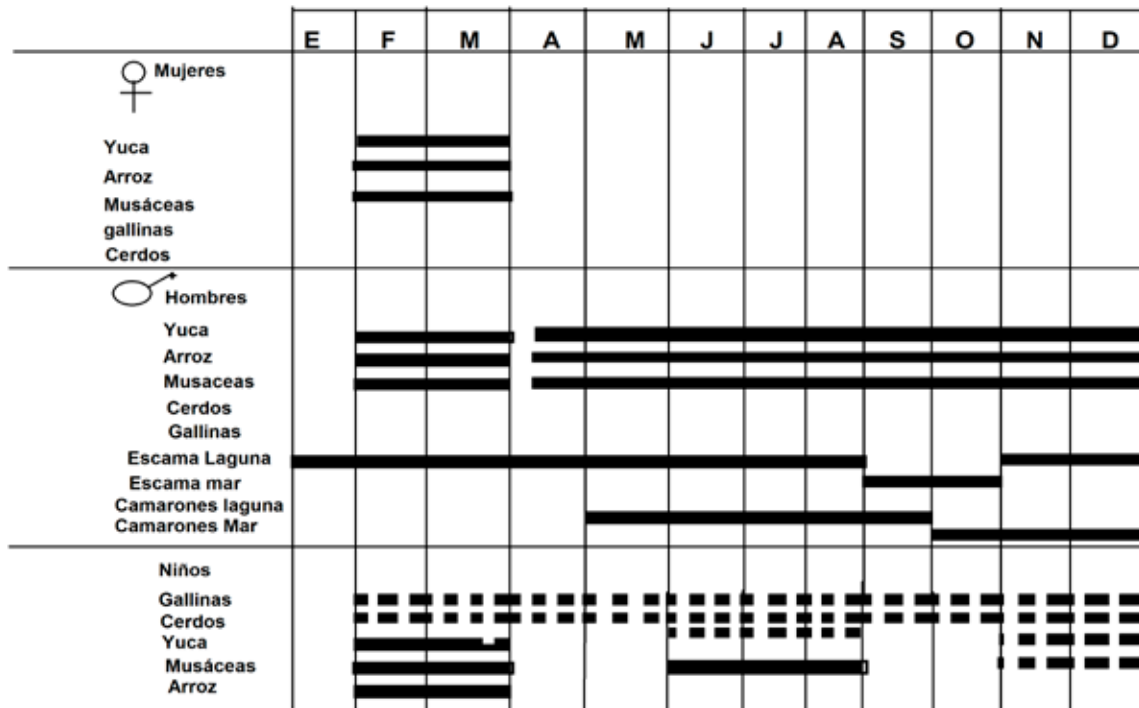 E F M A M J J A S O N D
Mujeres
Yuca
Arroz
Musáceas
gallinas
Cerdos
Hombres
Yuca
Arroz
Musaceas
Cerdos
Gallinas
Escama Laguna
Escama mar
Camarones laguna
Camarones Mar
Niños
Gallinas
Cerdos
Yuca
Musáceas
Arroz